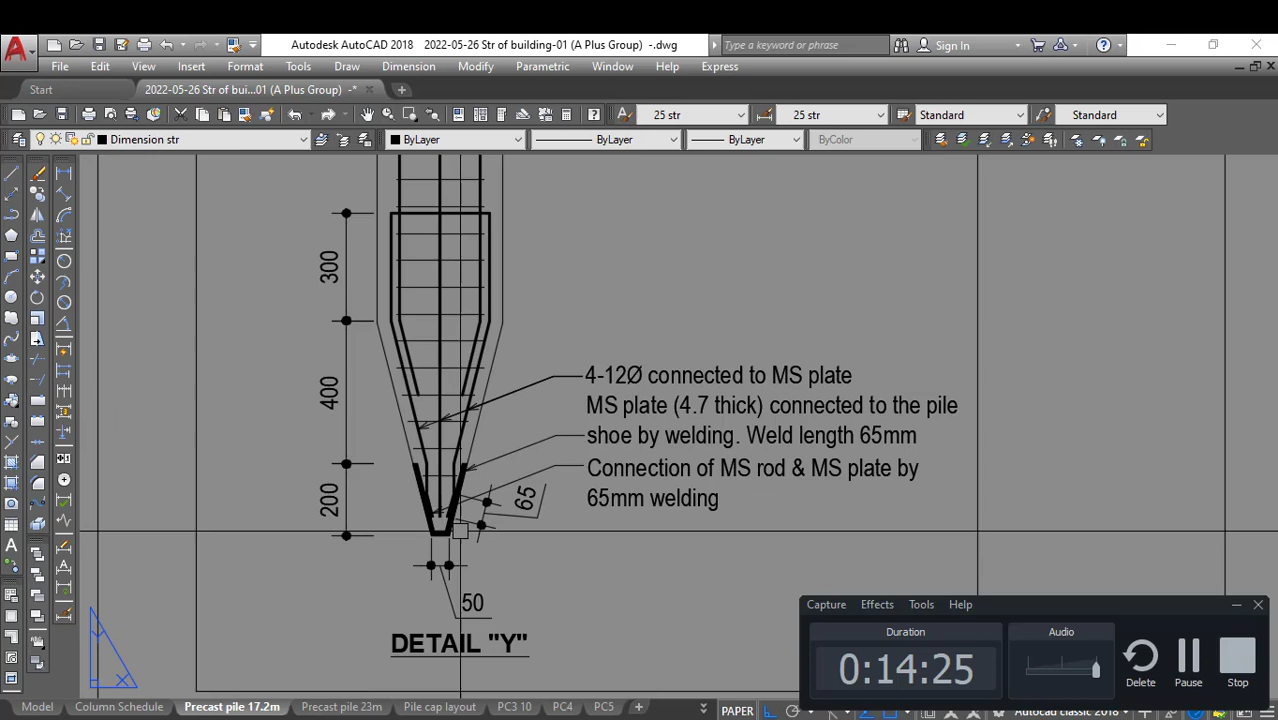 Autodesk AutoCAD 2018 2022-05-26 Str of building-01 (A Plus Group) -.dwg
Type a keyword or phrase
Sign In
File Edit View Insert Format Tools Draw Dimension Modify Parametric Window Help Express
Start
2022-05-26 Str of bui...01 (A Plus Group) -*
25 str
25 str
Standard
Standard
Dimension str
ByLayer
ByLayer
ByLayer
ByColor
300
400
200
4-12Ø connected to MS plate
MS plate (4.7 thick) connected to the pile
shoe by welding. Weld length 65mm
Connection of MS rod & MS plate by
65mm welding
65
50
DETAIL "Y"
Capture Effects Tools Help
Duration
0:14:25
Audio
Delete
Pause
Stop
Model Column Schedule Precast pile 17.2m Precast pile 23m Pile cap layout PC3 10 PC4 PC5
PAPER
Autocad classic 2018